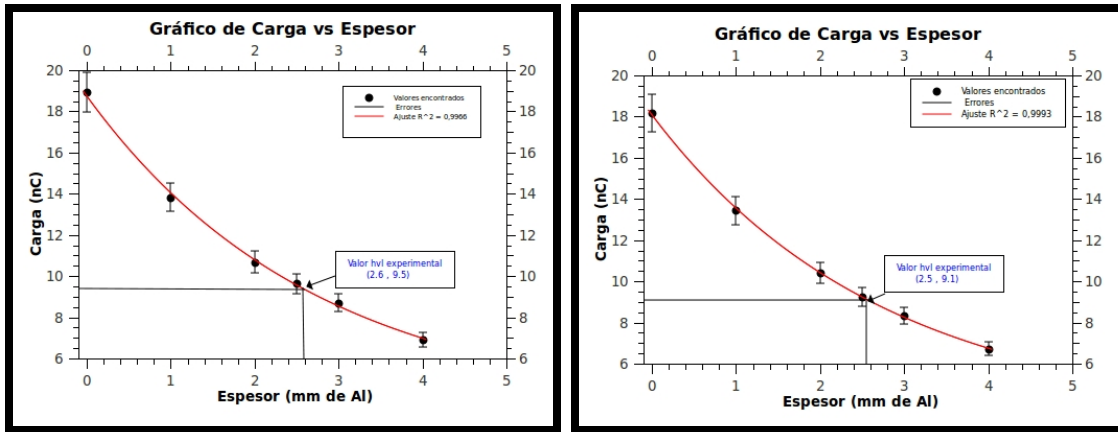 Gráfico de Carga vs Espesor
0 1 2 3 4 5
20 20
18 18
16 16
14 14
12 12
10 10
8 8
6 6
Carga (nC)
Valores encontrados
Errores
Ajuste R^2 = 0,9966
Valor hvl experimental
(2.6 , 9.5)
0 1 2 3 4 5
Espesor (mm de Al)
Gráfico de Carga vs Espesor
0 1 2 3 4 5
20 20
18 18
16 16
14 14
12 12
10 10
8 8
6 6
Carga (nC)
Valores encontrados
Errores
Ajuste R^2 = 0,9993
Valor hvl experimental
(2.5 , 9.1)
0 1 2 3 4 5
Espesor (mm de Al)